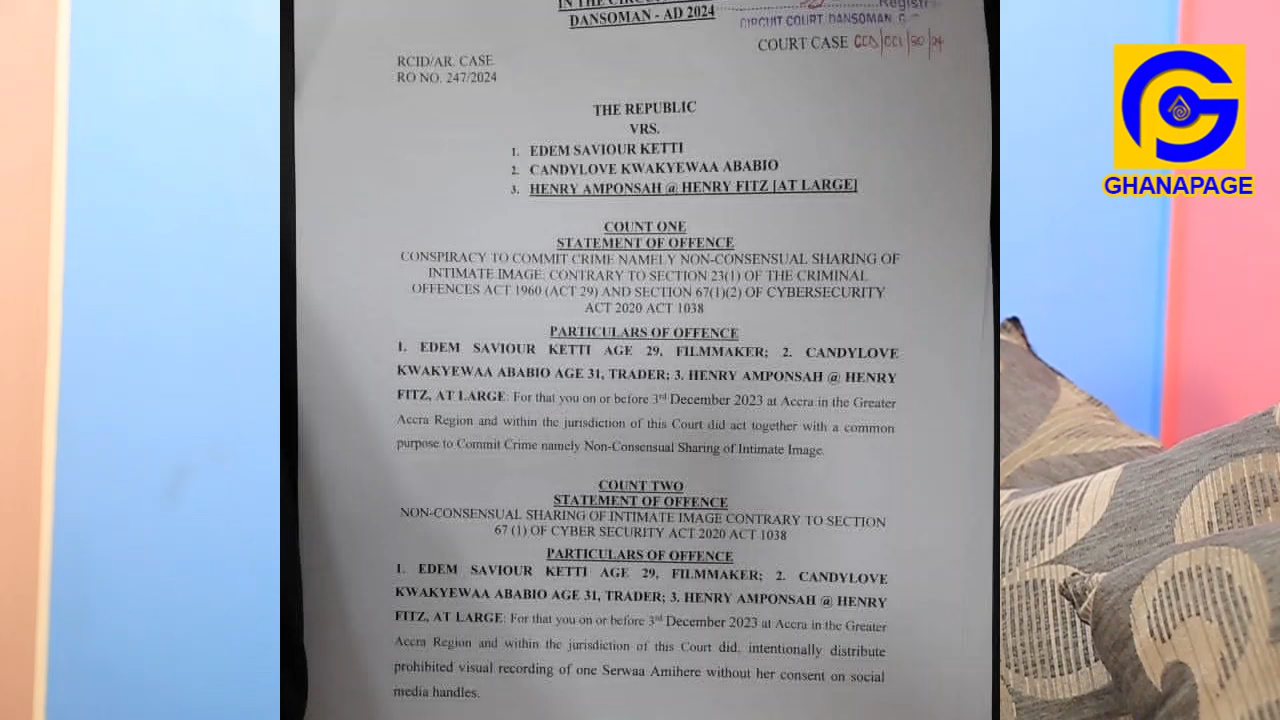 DANSOMAN - AD 2024
CIRCUIT COURT, DANSOMAN
COURT CASE
RCID/AR. CASE
RO NO. 247/2024
THE REPUBLIC
VRS.
1. EDEM SAVIOUR KETTI
2. CANDYLOVE KWAKYEWAA ABABIO
3. HENRY AMPONSAH @ HENRY FITZ [AT LARGE]
COUNT ONE
STATEMENT OF OFFENCE
CONSPIRACY TO COMMIT CRIME NAMELY NON-CONSENSUAL SHARING OF
INTIMATE IMAGE: CONTRARY TO SECTION 23(1) OF THE CRIMINAL
OFFENCES ACT 1960 (ACT 29) AND SECTION 67(1)(2) OF CYBERSECURITY
ACT 2020 ACT 1038
PARTICULARS OF OFFENCE
1. EDEM SAVIOUR KETTI AGE 29, FILMMAKER; 2. CANDYLOVE
KWAKYEWAA ABABIO AGE 31, TRADER; 3. HENRY AMPONSAH @ HENRY
FITZ, AT LARGE: For that you on or before 3rd December 2023 at Accra in the Greater
Accra Region and within the jurisdiction of this Court did act together with a common
purpose to Commit Crime namely Non-Consensual Sharing of Intimate Image.
COUNT TWO
STATEMENT OF OFFENCE
NON-CONSENSUAL SHARING OF INTIMATE IMAGE CONTRARY TO SECTION
67 (1) OF CYBER SECURITY ACT 2020 ACT 1038
PARTICULARS OF OFFENCE
1. EDEM SAVIOUR KETTI AGE 29, FILMMAKER; 2. CANDYLOVE
KWAKYEWAA ABABIO AGE 31, TRADER; 3. HENRY AMPONSAH @ HENRY
FITZ, AT LARGE: For that you on or before 3rd December 2023 at Accra in the Greater
Accra Region and within the jurisdiction of this Court did, intentionally distribute
prohibited visual recording of one Serwaa Amihere without her consent on social
media handles.
GHANAPAGE